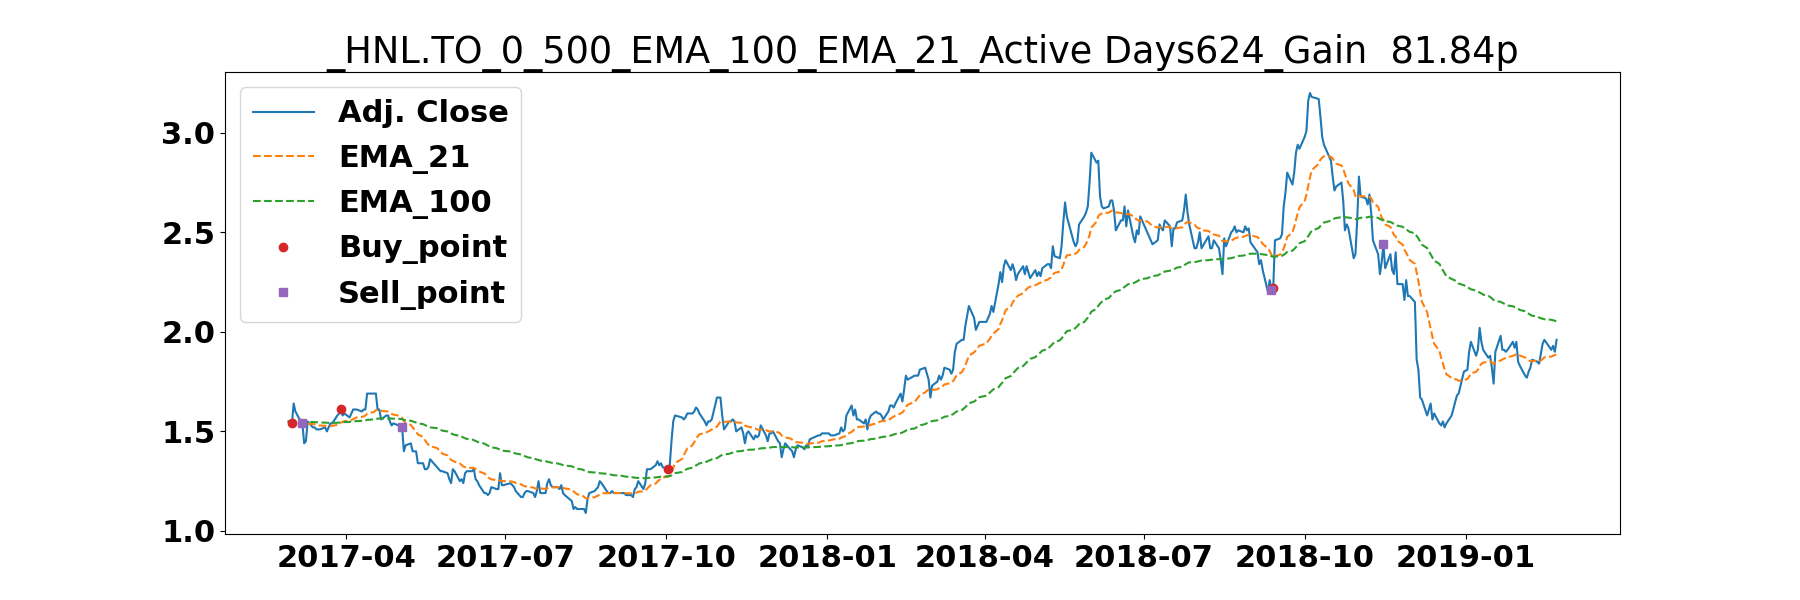 _HNL.TO_0_500_EMA_100_EMA_21_Active Days624_Gain  81.84p
Adj. Close
EMA_21
EMA_100
Buy_point
Sell_point
3.0
2.5
2.0
1.5
1.0
2017-04 2017-07 2017-10 2018-01 2018-04 2018-07 2018-10 2019-01